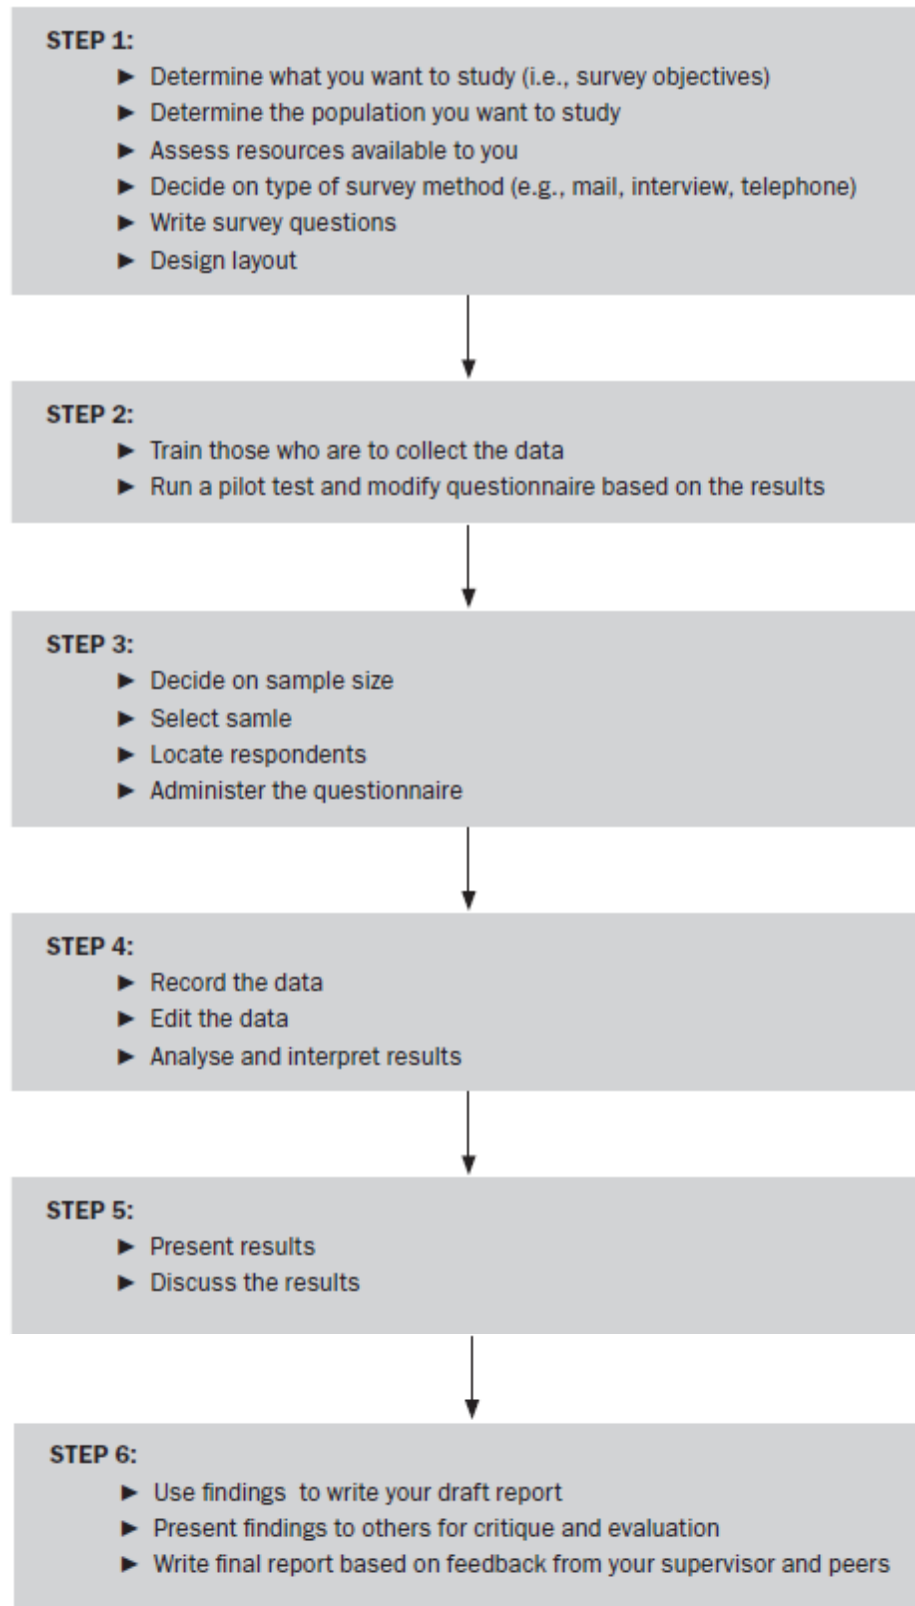 STEP 1:
► Determine what you want to study (i.e., survey objectives)
► Determine the population you want to study
► Assess resources available to you
► Decide on type of survey method (e.g., mail, interview, telephone)
► Write survey questions
► Design layout
STEP 2:
► Train those who are to collect the data
► Run a pilot test and modify questionnaire based on the results
STEP 3:
► Decide on sample size
► Select samle
► Locate respondents
► Administer the questionnaire
STEP 4:
► Record the data
► Edit the data
► Analyse and interpret results
STEP 5:
► Present results
► Discuss the results
STEP 6:
► Use findings to write your draft report
► Present findings to others for critique and evaluation
► Write final report based on feedback from your supervisor and peers